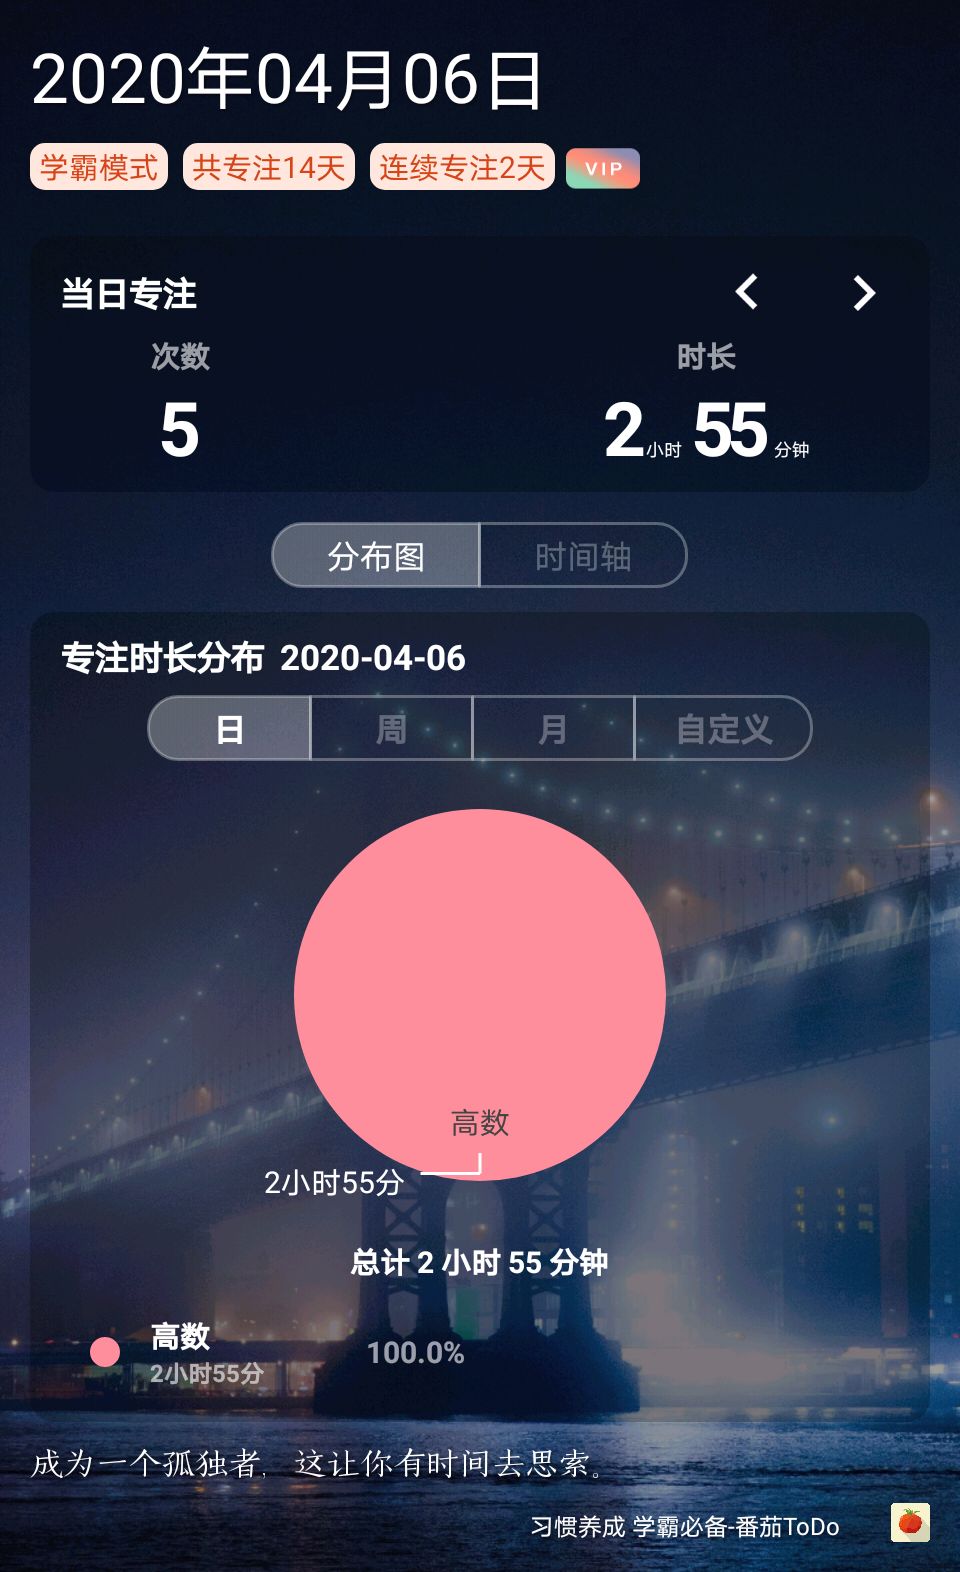 2020年04月06日
学霸模式 共专注14天 连续专注2天 VIP
当日专注
次数 时长
5 2小时 55分钟
分布图 时间轴
专注时长分布 2020-04-06
日 周 月 自定义
高数
2小时55分
总计 2 小时 55 分钟
高数
2小时55分 100.0%
成为一个孤独者,这让你有时间去思索。
习惯养成 学霸必备-番茄ToDo